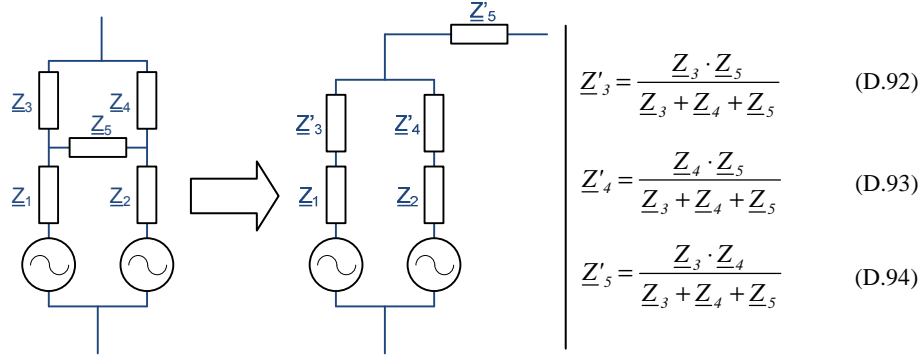 Z'5
Z3
Z4
Z5
Z1
Z2
Z'3
Z'4
Z1
Z2
Z'3 = Z3 · Z5 / (Z3 + Z4 + Z5) (D.92)
Z'4 = Z4 · Z5 / (Z3 + Z4 + Z5) (D.93)
Z'5 = Z3 · Z4 / (Z3 + Z4 + Z5) (D.94)